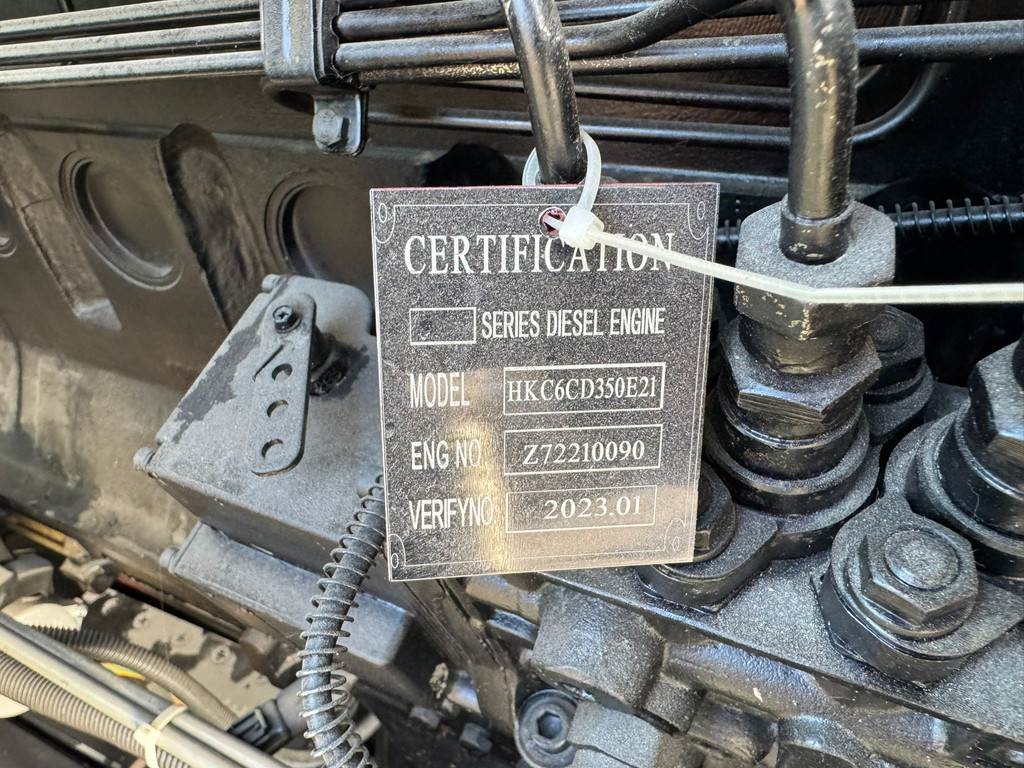 CERTIFICATION
SERIES DIESEL ENGINE
MODEL HKC6CD350E21
ENG NO Z72210090
VERIFYNO 2023.01